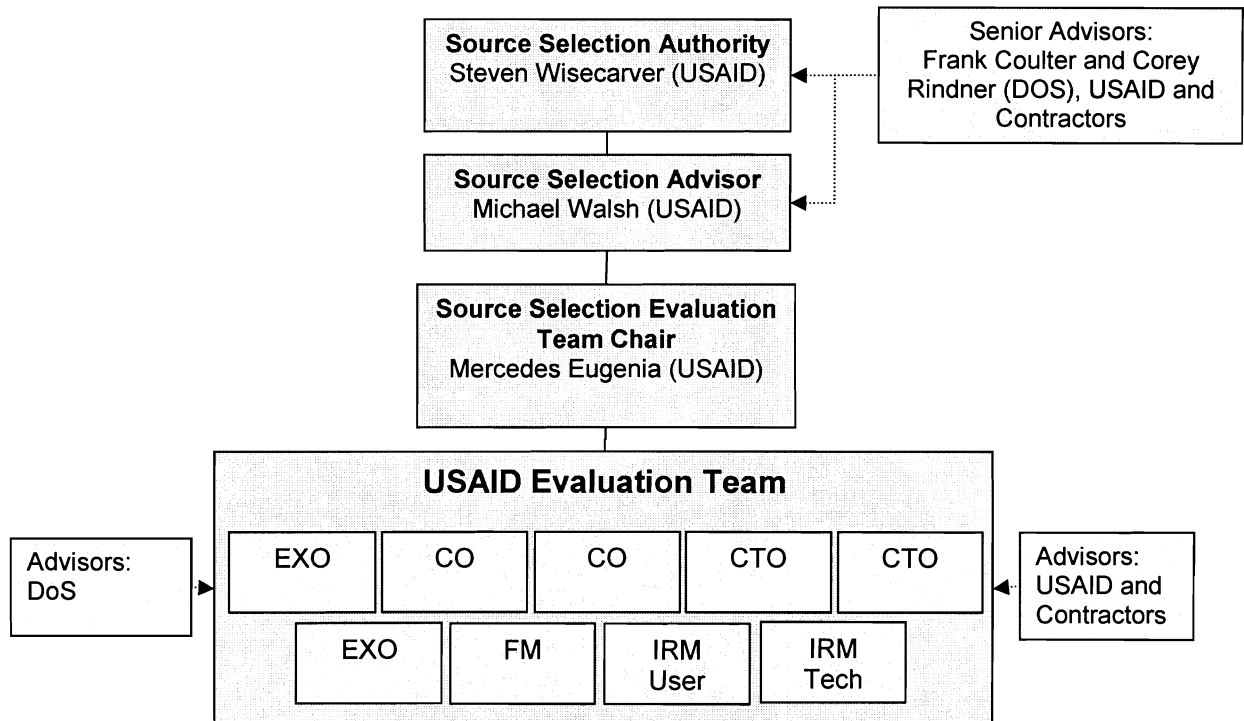 Source Selection Authority
Steven Wisecarver (USAID)
Senior Advisors:
Frank Coulter and Corey
Rindner (DOS), USAID and
Contractors
Source Selection Advisor
Michael Walsh (USAID)
Source Selection Evaluation
Team Chair
Mercedes Eugenia (USAID)
USAID Evaluation Team
Advisors:
DoS
EXO
CO
CO
CTO
CTO
Advisors:
USAID and
Contractors
EXO
FM
IRM
User
IRM
Tech